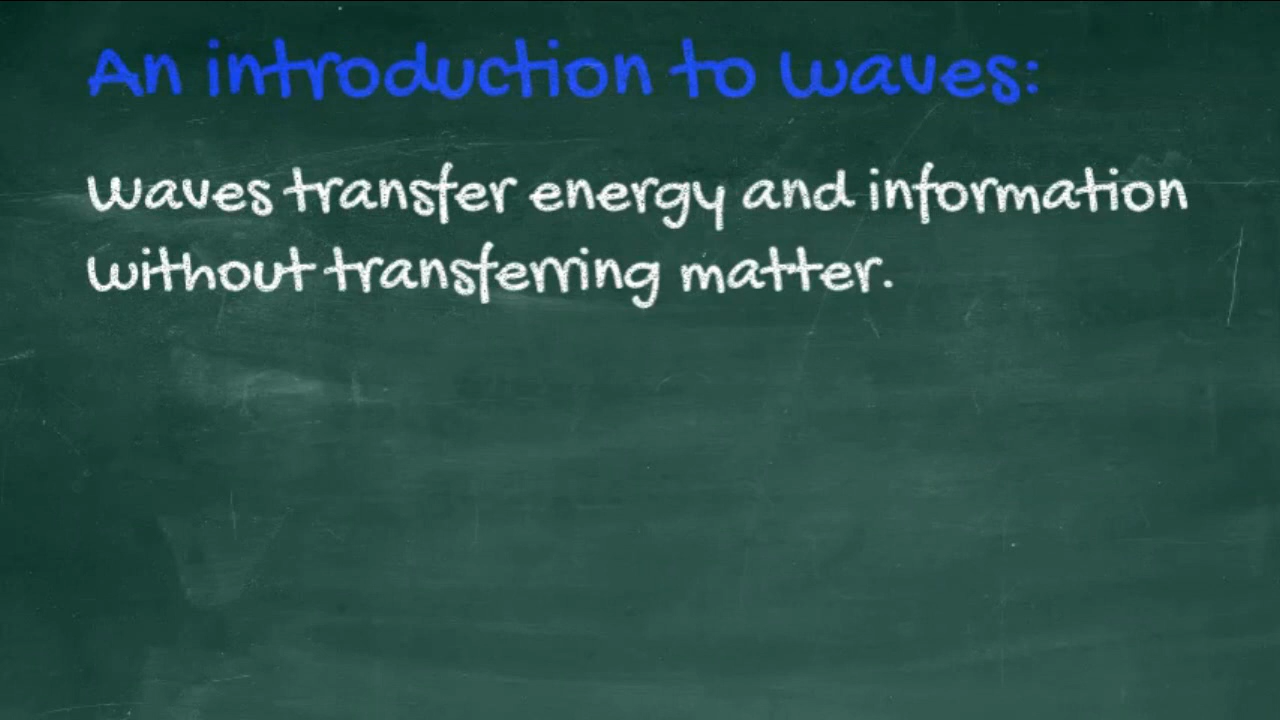 An introduction to waves:
Waves transfer energy and information
without transferring matter.